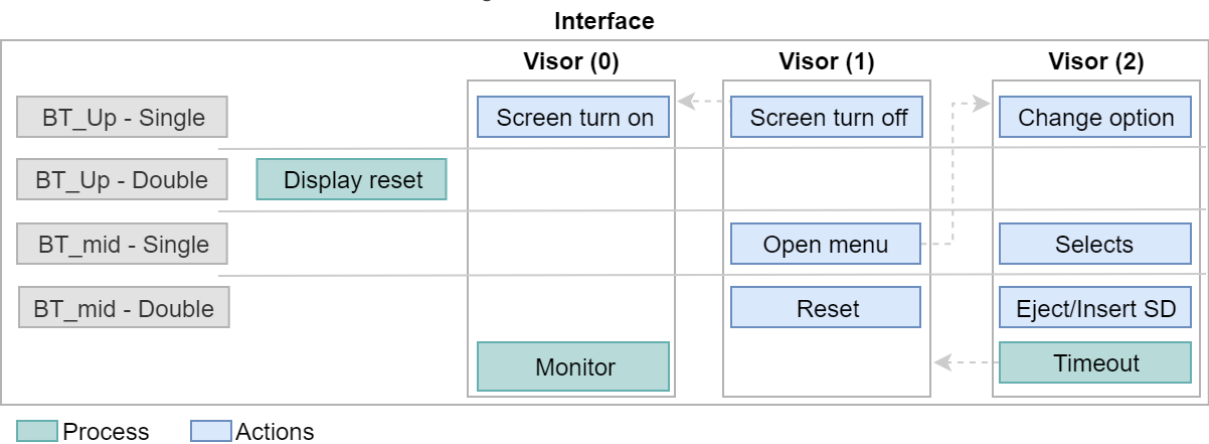 Interface
Visor (0) Visor (1) Visor (2)
BT_Up - Single Screen turn on Screen turn off Change option
BT_Up - Double Display reset
BT_mid - Single Open menu Selects
BT_mid - Double Reset Eject/Insert SD
Monitor Timeout
Process Actions